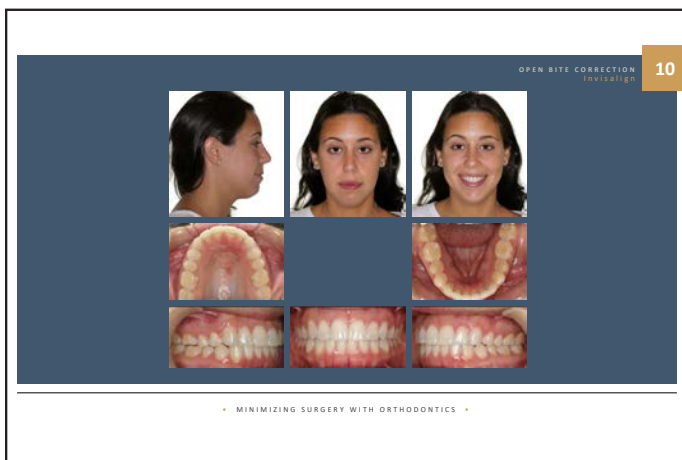 OPEN BITE CORRECTION
Invisalign
10
• MINIMIZING SURGERY WITH ORTHODONTICS •